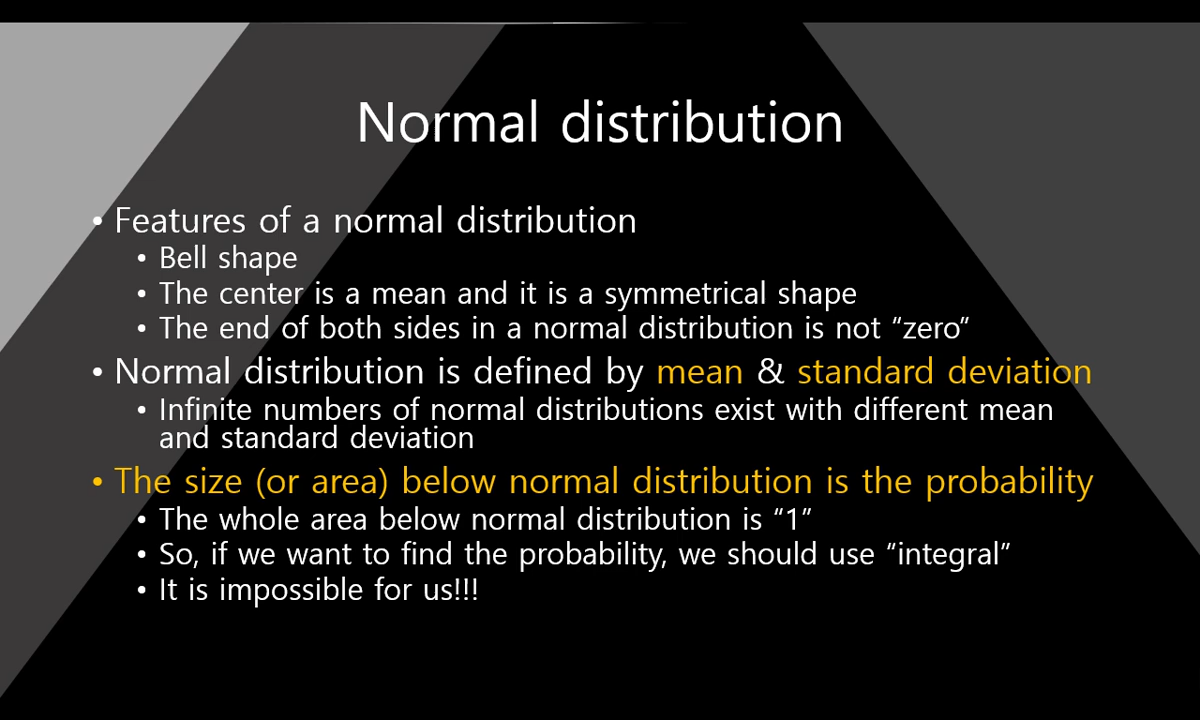 Normal distribution
• Features of a normal distribution
• Bell shape
• The center is a mean and it is a symmetrical shape
• The end of both sides in a normal distribution is not “zero”
• Normal distribution is defined by mean & standard deviation
• Infinite numbers of normal distributions exist with different mean
and standard deviation
• The size (or area) below normal distribution is the probability
• The whole area below normal distribution is “1”
• So, if we want to find the probability, we should use “integral”
• It is impossible for us!!!